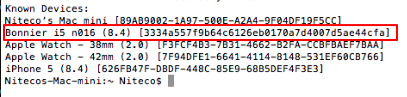 Known Devices:
Niteco's Mac mini [89AB9002-1A97-500E-A2A4-9F04DF19F5CC]
Bonnier i5 n016 (8.4) [3334a557f9b64c6126eb0170a7d4007d5ae44cfa]
Apple Watch - 38mm (2.0) [F3FCF4B3-7B31-4662-B2FA-CCBFBAEF7BAA]
Apple Watch - 42mm (2.0) [7F94DFE1-6641-4114-B148-531EF60CB766]
iPhone 5 (8.4) [626FB47F-DBDF-448C-85E9-68B5DEF4F3E3]
Nitecos-Mac-mini:~ Niteco$